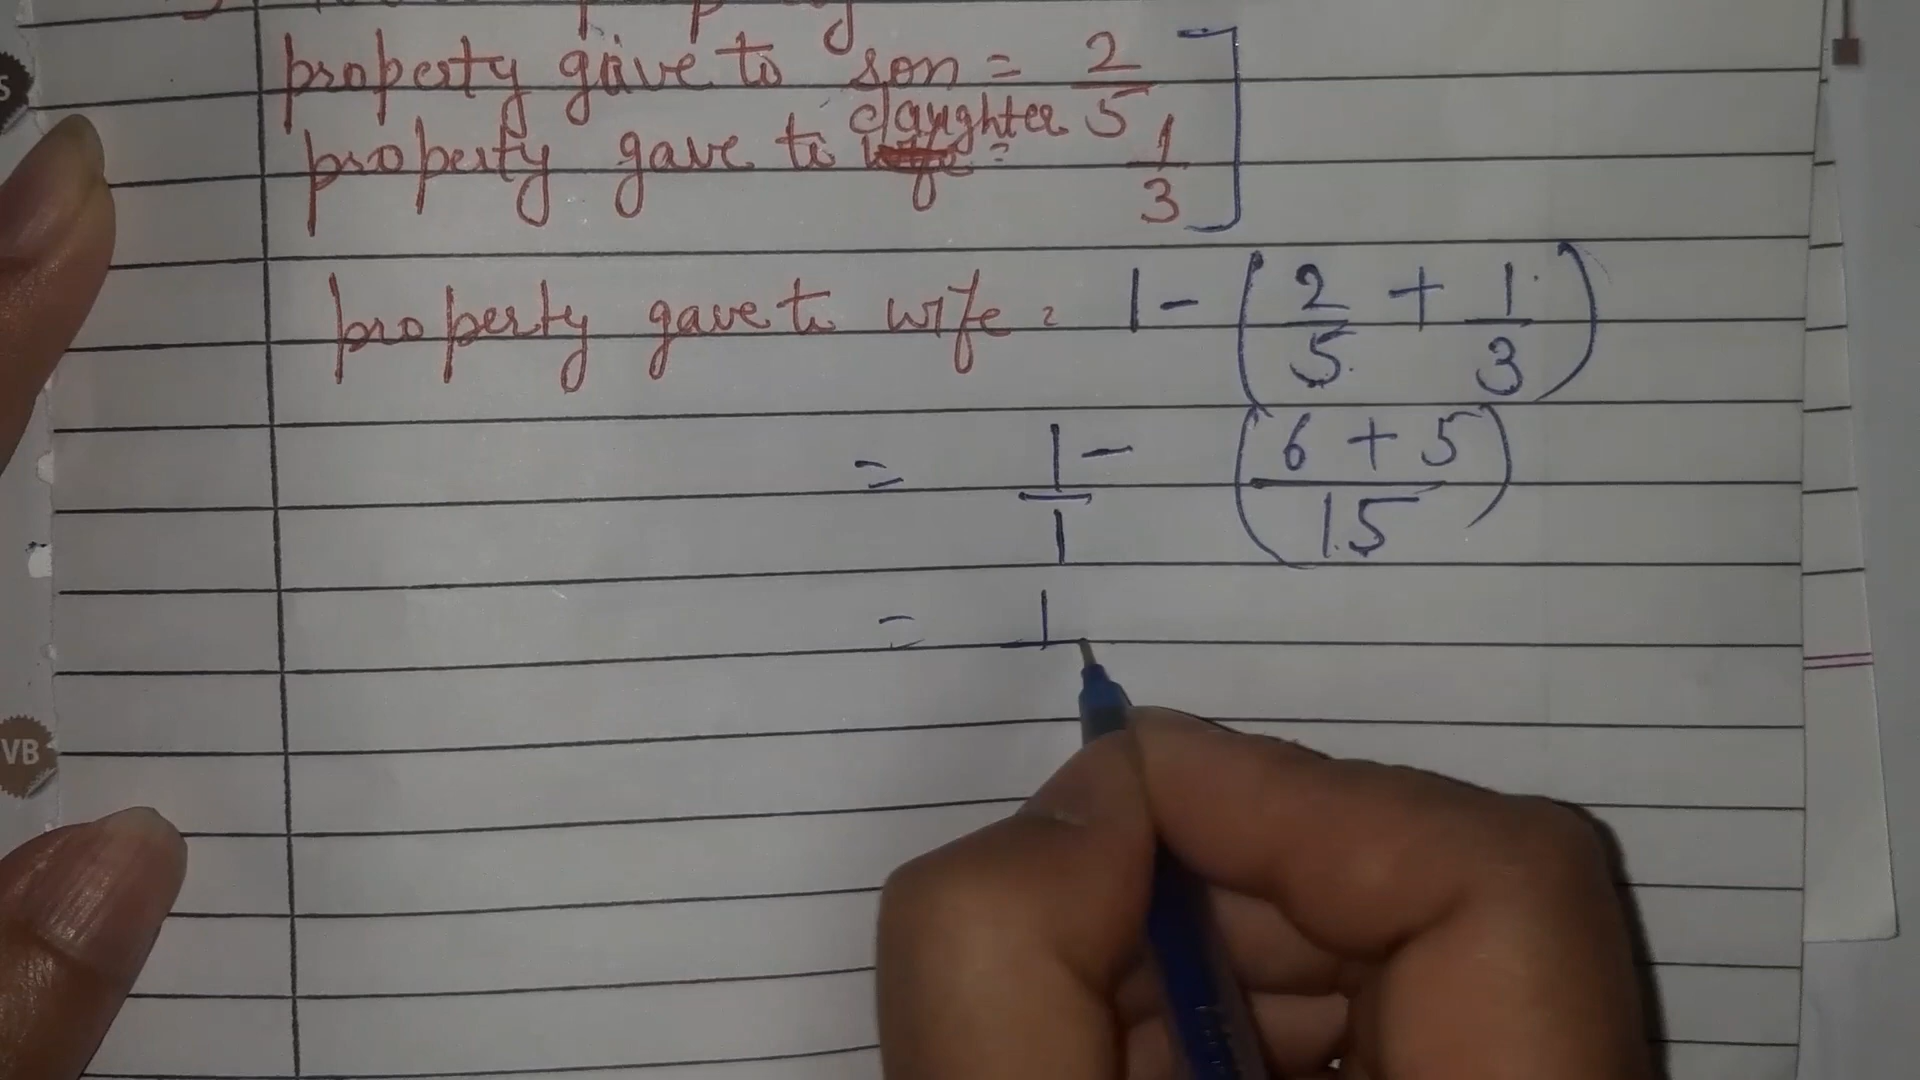 property gave to son = 2/5
property gave to daughter = 1/3
property gave to wife = 1 - (2/5 + 1/3)
= 1/1 - (6 + 5/15)
= 1
VB